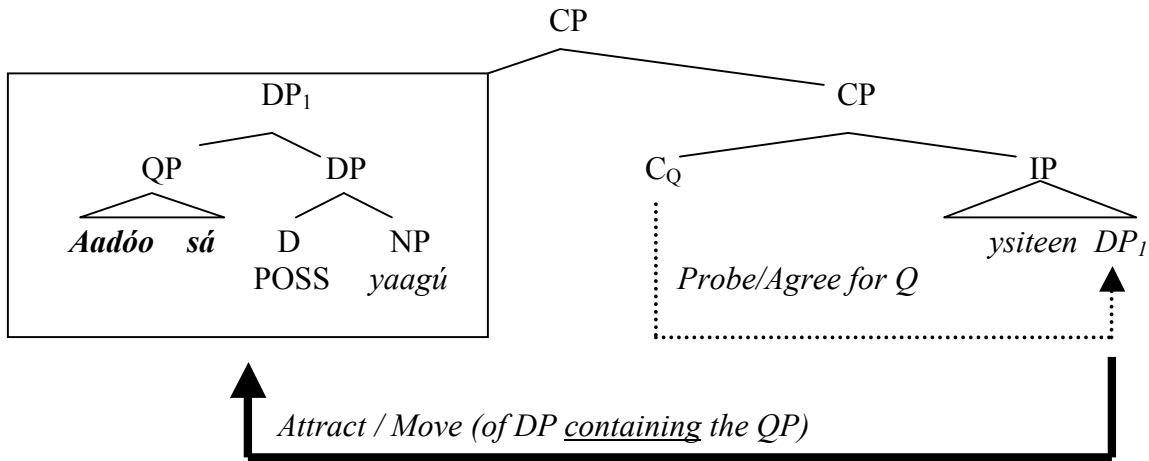 CP
DP₁ CP
QP DP C_Q IP
Aadóo sá D NP ysiteen DP₁
POSS yaagú Probe/Agree for Q
Attract / Move (of DP containing the QP)